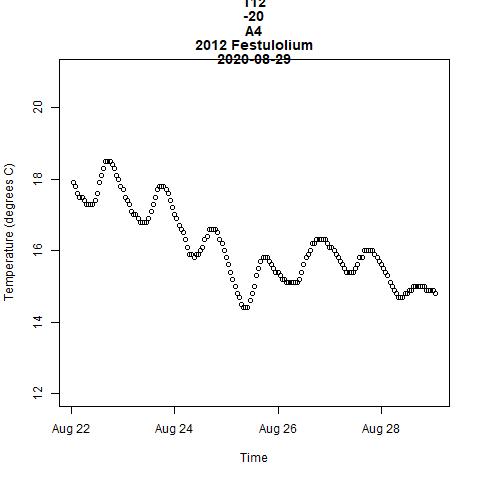 T12
-20
A4
2012 Festulolium
2020-08-29
Temperature (degrees C)
20
18
16
14
12
Aug 22
Aug 24
Aug 26
Aug 28
Time